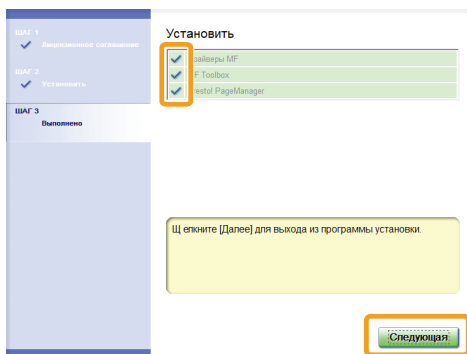 ШАГ 1
Лицензионное соглашение
ШАГ 2
Установить
ШАГ 3
Выполнено
Установить
райверы MF
F Toolbox
resto! PageManager
Щ елкните [Далее] для выхода из программы установки.
Следующая